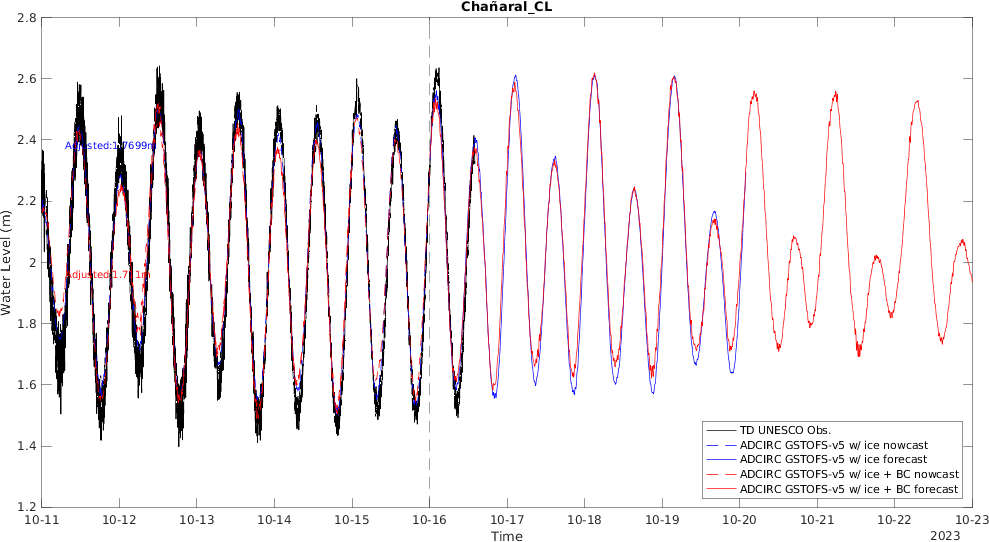 Chañaral_CL
2.8
2.6
2.4
2.2
2
1.8
1.6
1.4
1.2
Water Level (m)
Adjusted:1.7699m
TD UNESCO Obs.
ADCIRC GSTOFS-v5 w/ ice nowcast
ADCIRC GSTOFS-v5 w/ ice forecast
ADCIRC GSTOFS-v5 w/ ice + BC nowcast
ADCIRC GSTOFS-v5 w/ ice + BC forecast
10-11 10-12 10-13 10-14 10-15 10-16 10-17 10-18 10-19 10-20 10-21 10-22 10-23
Time
2023